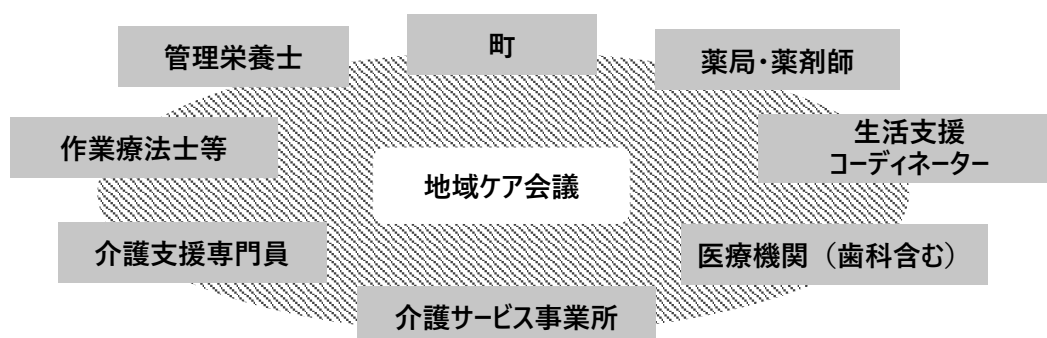 町
管理栄養士
薬局・薬剤師
作業療法士等
生活支援
コーディネーター
地域ケア会議
介護支援専門員
医療機関（歯科含む）
介護サービス事業所